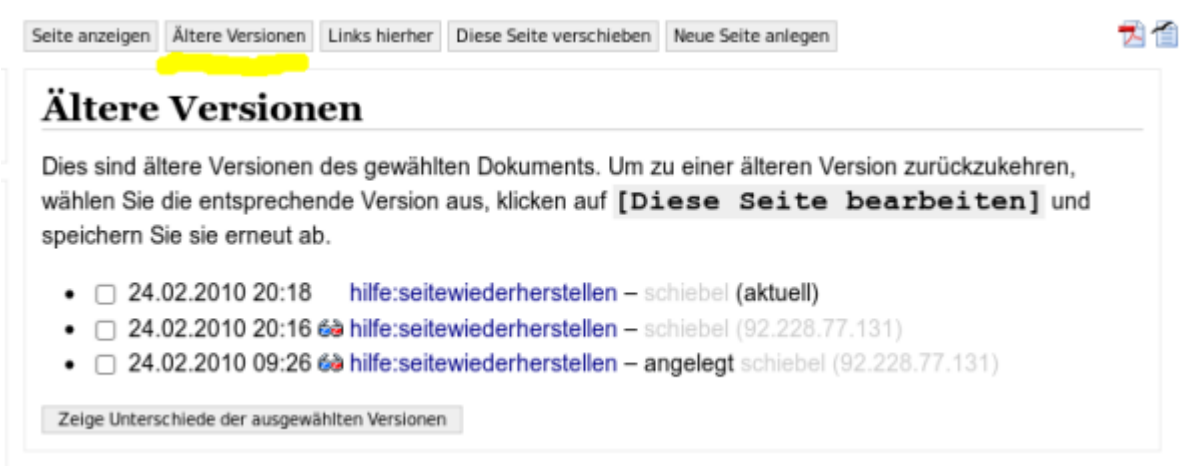 Seite anzeigen Ältere Versionen Links hierher Diese Seite verschieben Neue Seite anlegen
Ältere Versionen
Dies sind ältere Versionen des gewählten Dokuments. Um zu einer älteren Version zurückzukehren,
wählen Sie die entsprechende Version aus, klicken auf [Diese Seite bearbeiten] und
speichern Sie sie erneut ab.
24.02.2010 20:18 hilfe:seitewiederherstellen – schiebel (aktuell)
24.02.2010 20:16 hilfe:seitewiederherstellen – schiebel (92.228.77.131)
24.02.2010 09:26 hilfe:seitewiederherstellen – angelegt schiebel (92.228.77.131)
Zeige Unterschiede der ausgewählten Versionen